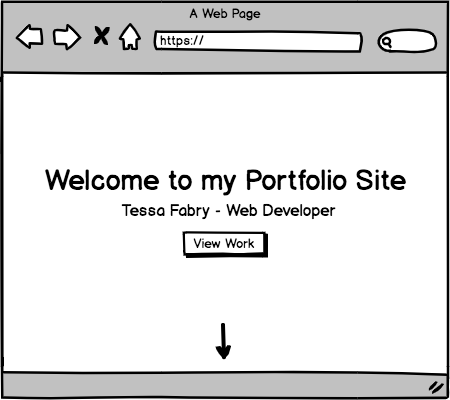 A Web Page
https://
Welcome to my Portfolio Site
Tessa Fabry - Web Developer
View Work